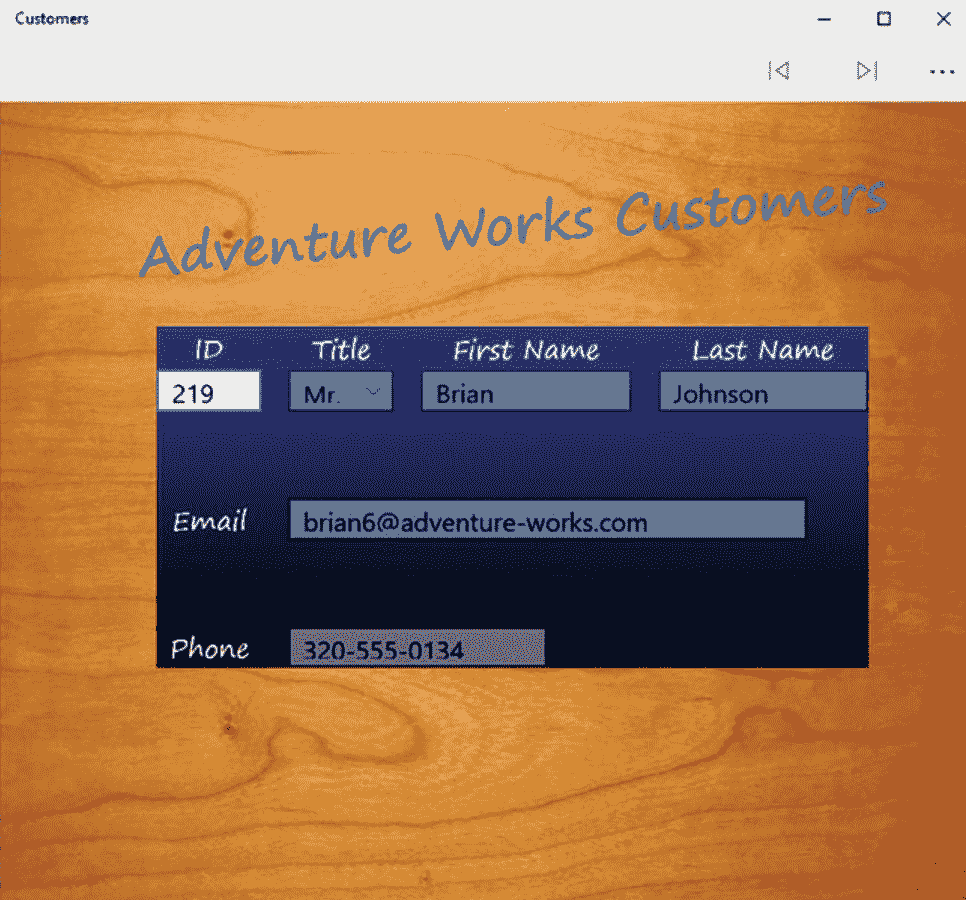 Customers
Adventure Works Customers
ID Title First Name Last Name
219 Mr. Brian Johnson
Email brian6@adventure-works.com
Phone 320-555-0134